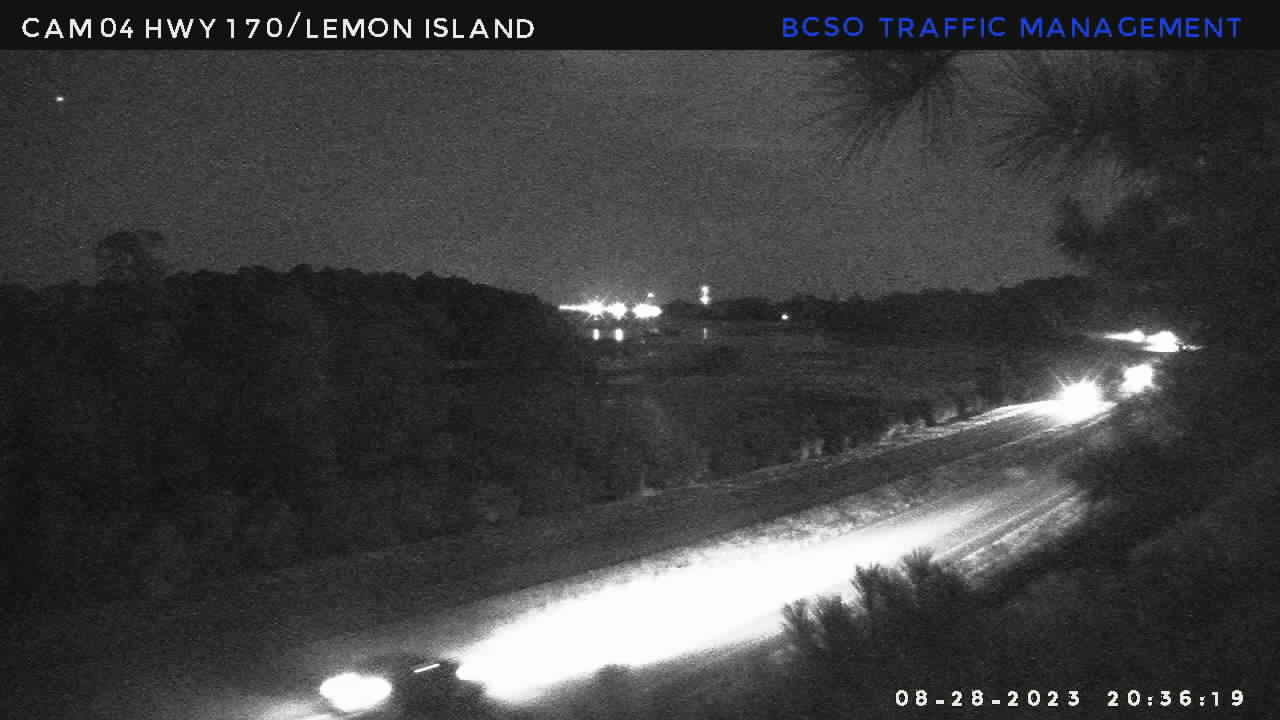 CAM 04 HWY 170/LEMON ISLAND
BCSO TRAFFIC MANAGEMENT
08-28-2023 20:36:19